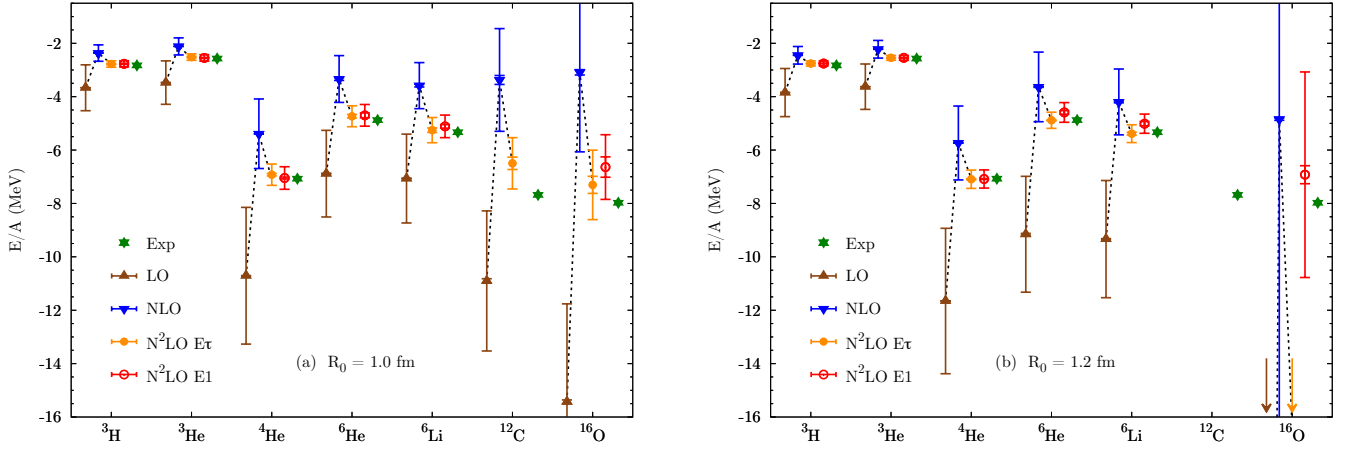 E/A (MeV)
-2
-4
-6
-8
-10
-12
-14
-16
Exp
LO
NLO
N²LO Eτ
N²LO E1
(a) R₀ = 1.0 fm
³H
³He
⁴He
⁶He
⁶Li
¹²C
¹⁶O
E/A (MeV)
-2
-4
-6
-8
-10
-12
-14
-16
Exp
LO
NLO
N²LO Eτ
N²LO E1
(b) R₀ = 1.2 fm
³H
³He
⁴He
⁶He
⁶Li
¹²C
¹⁶O